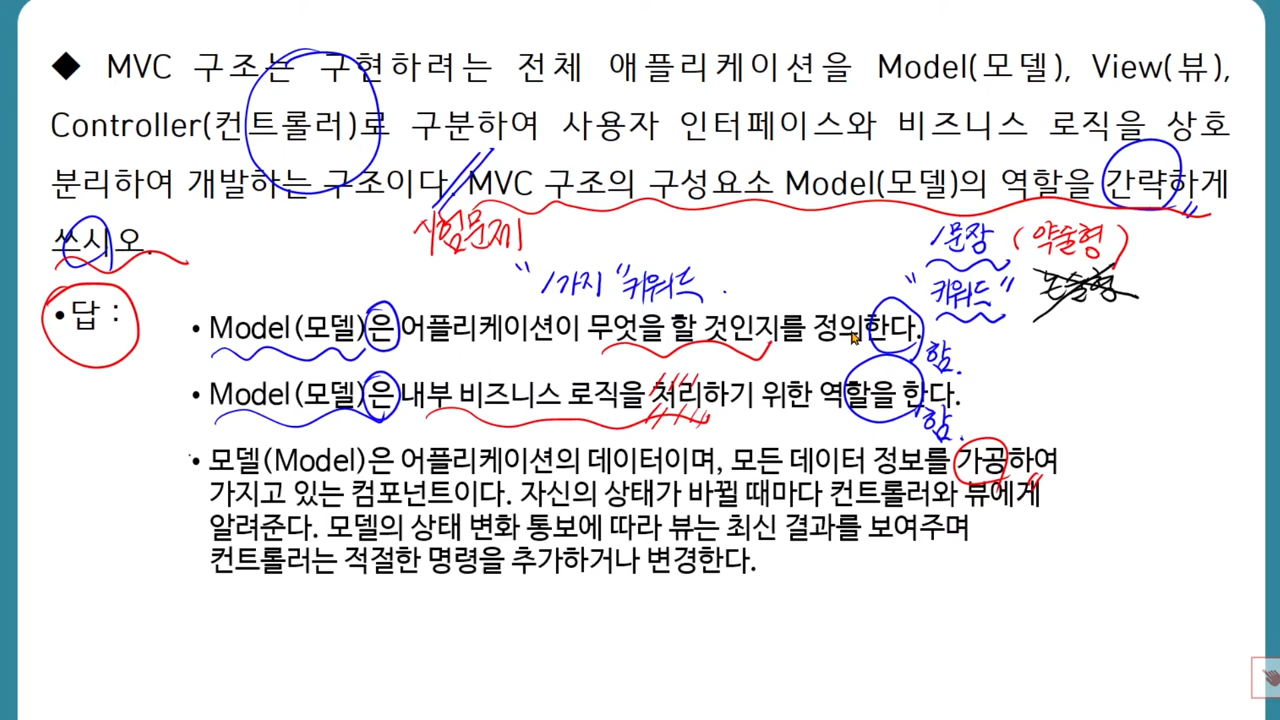 ◆ MVC 구조는 구현하려는 전체 애플리케이션을 Model(모델), View(뷰),
Controller(컨트롤러)로 구분하여 사용자 인터페이스와 비즈니스 로직을 상호
분리하여 개발하는 구조이다. MVC 구조의 구성요소 Model(모델)의 역할을 간략하게
쓰시오.
시험문제
1문장 (약술형)
"1가지 "키워드 .
"키워드" 논술형
•답 :
• Model(모델)은 어플리케이션이 무엇을 할 것인지를 정의한다.
함.
• Model(모델)은 내부 비즈니스 로직을 처리하기 위한 역할을 한다.
함.
• 모델(Model)은 어플리케이션의 데이터이며, 모든 데이터 정보를 가공하여
가지고 있는 컴포넌트이다. 자신의 상태가 바뀔 때마다 컨트롤러와 뷰에게
알려준다. 모델의 상태 변화 통보에 따라 뷰는 최신 결과를 보여주며
컨트롤러는 적절한 명령을 추가하거나 변경한다.